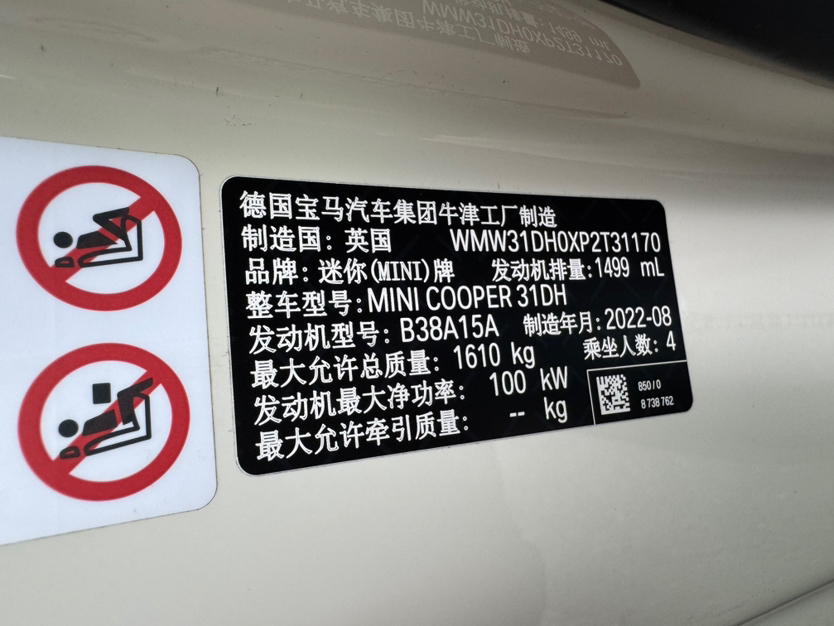 德国宝马汽车集团牛津工厂制造
制造国：英国 WMW31DH0XP2T31170
品牌：迷你(MINI)牌 发动机排量：1499 mL
整车型号：MINI COOPER 31DH
发动机型号：B38A15A 制造年月：2022-08
最大允许总质量：1610 kg 乘坐人数：4
发动机最大净功率：100 kW
最大允许牵引质量：-- kg
850 / 0
8 738 762